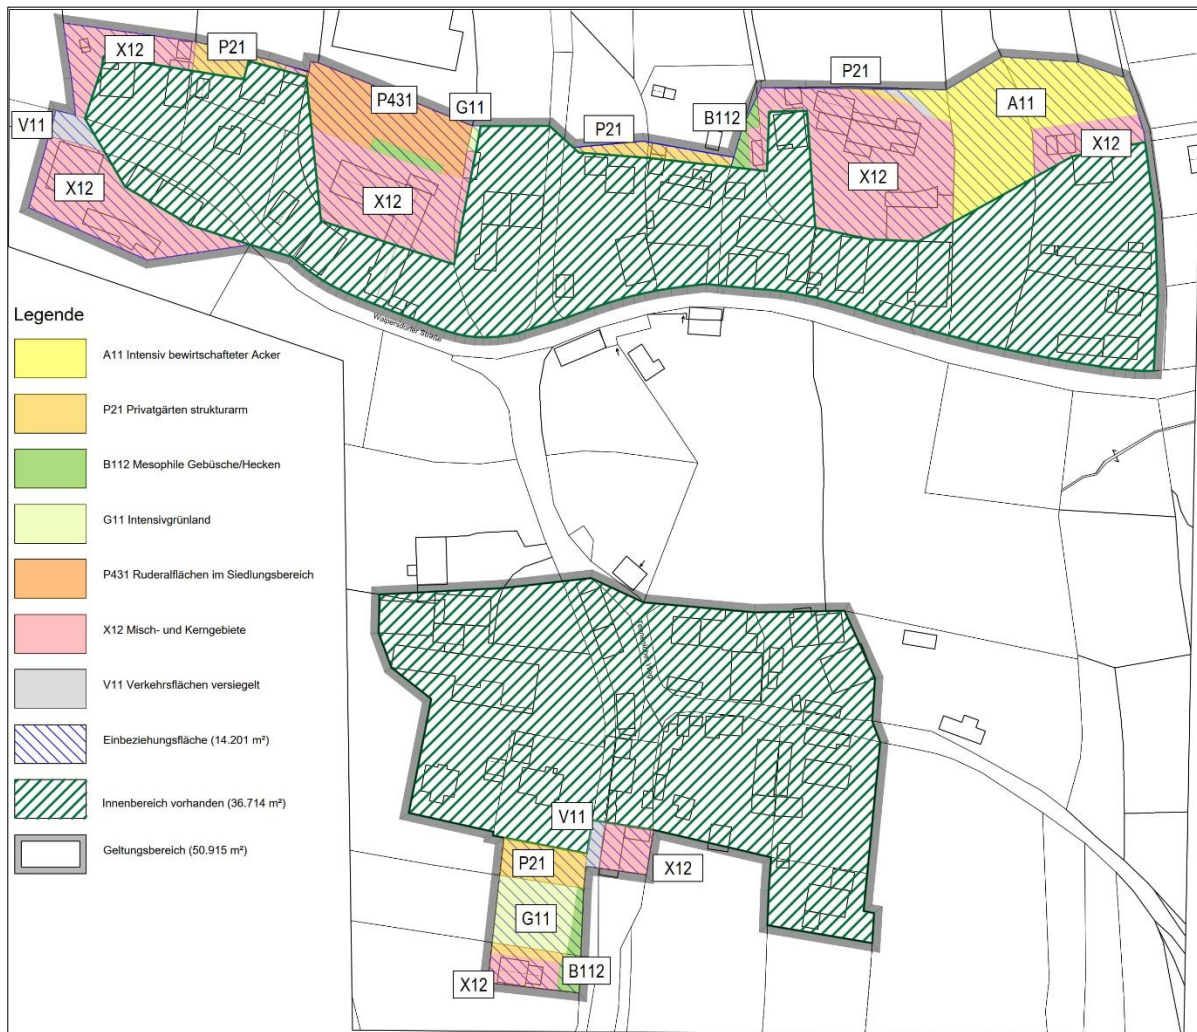 X12
P21
P431
G11
P21
B112
P21
A11
X12
V11
X12
X12
X12
Walpersdorfer Straße
Legende
A11 Intensiv bewirtschafteter Acker
P21 Privatgärten strukturarm
B112 Mesophile Gebüsche/Hecken
G11 Intensivgrünland
P431 Ruderalflächen im Siedlungsbereich
X12 Misch- und Kerngebiete
V11 Verkehrsflächen versiegelt
Einbeziehungsfläche (14.201 m²)
Innenbereich vorhanden (36.714 m²)
Geltungsbereich (50.915 m²)
Weg
V11
P21
X12
G11
B112
X12